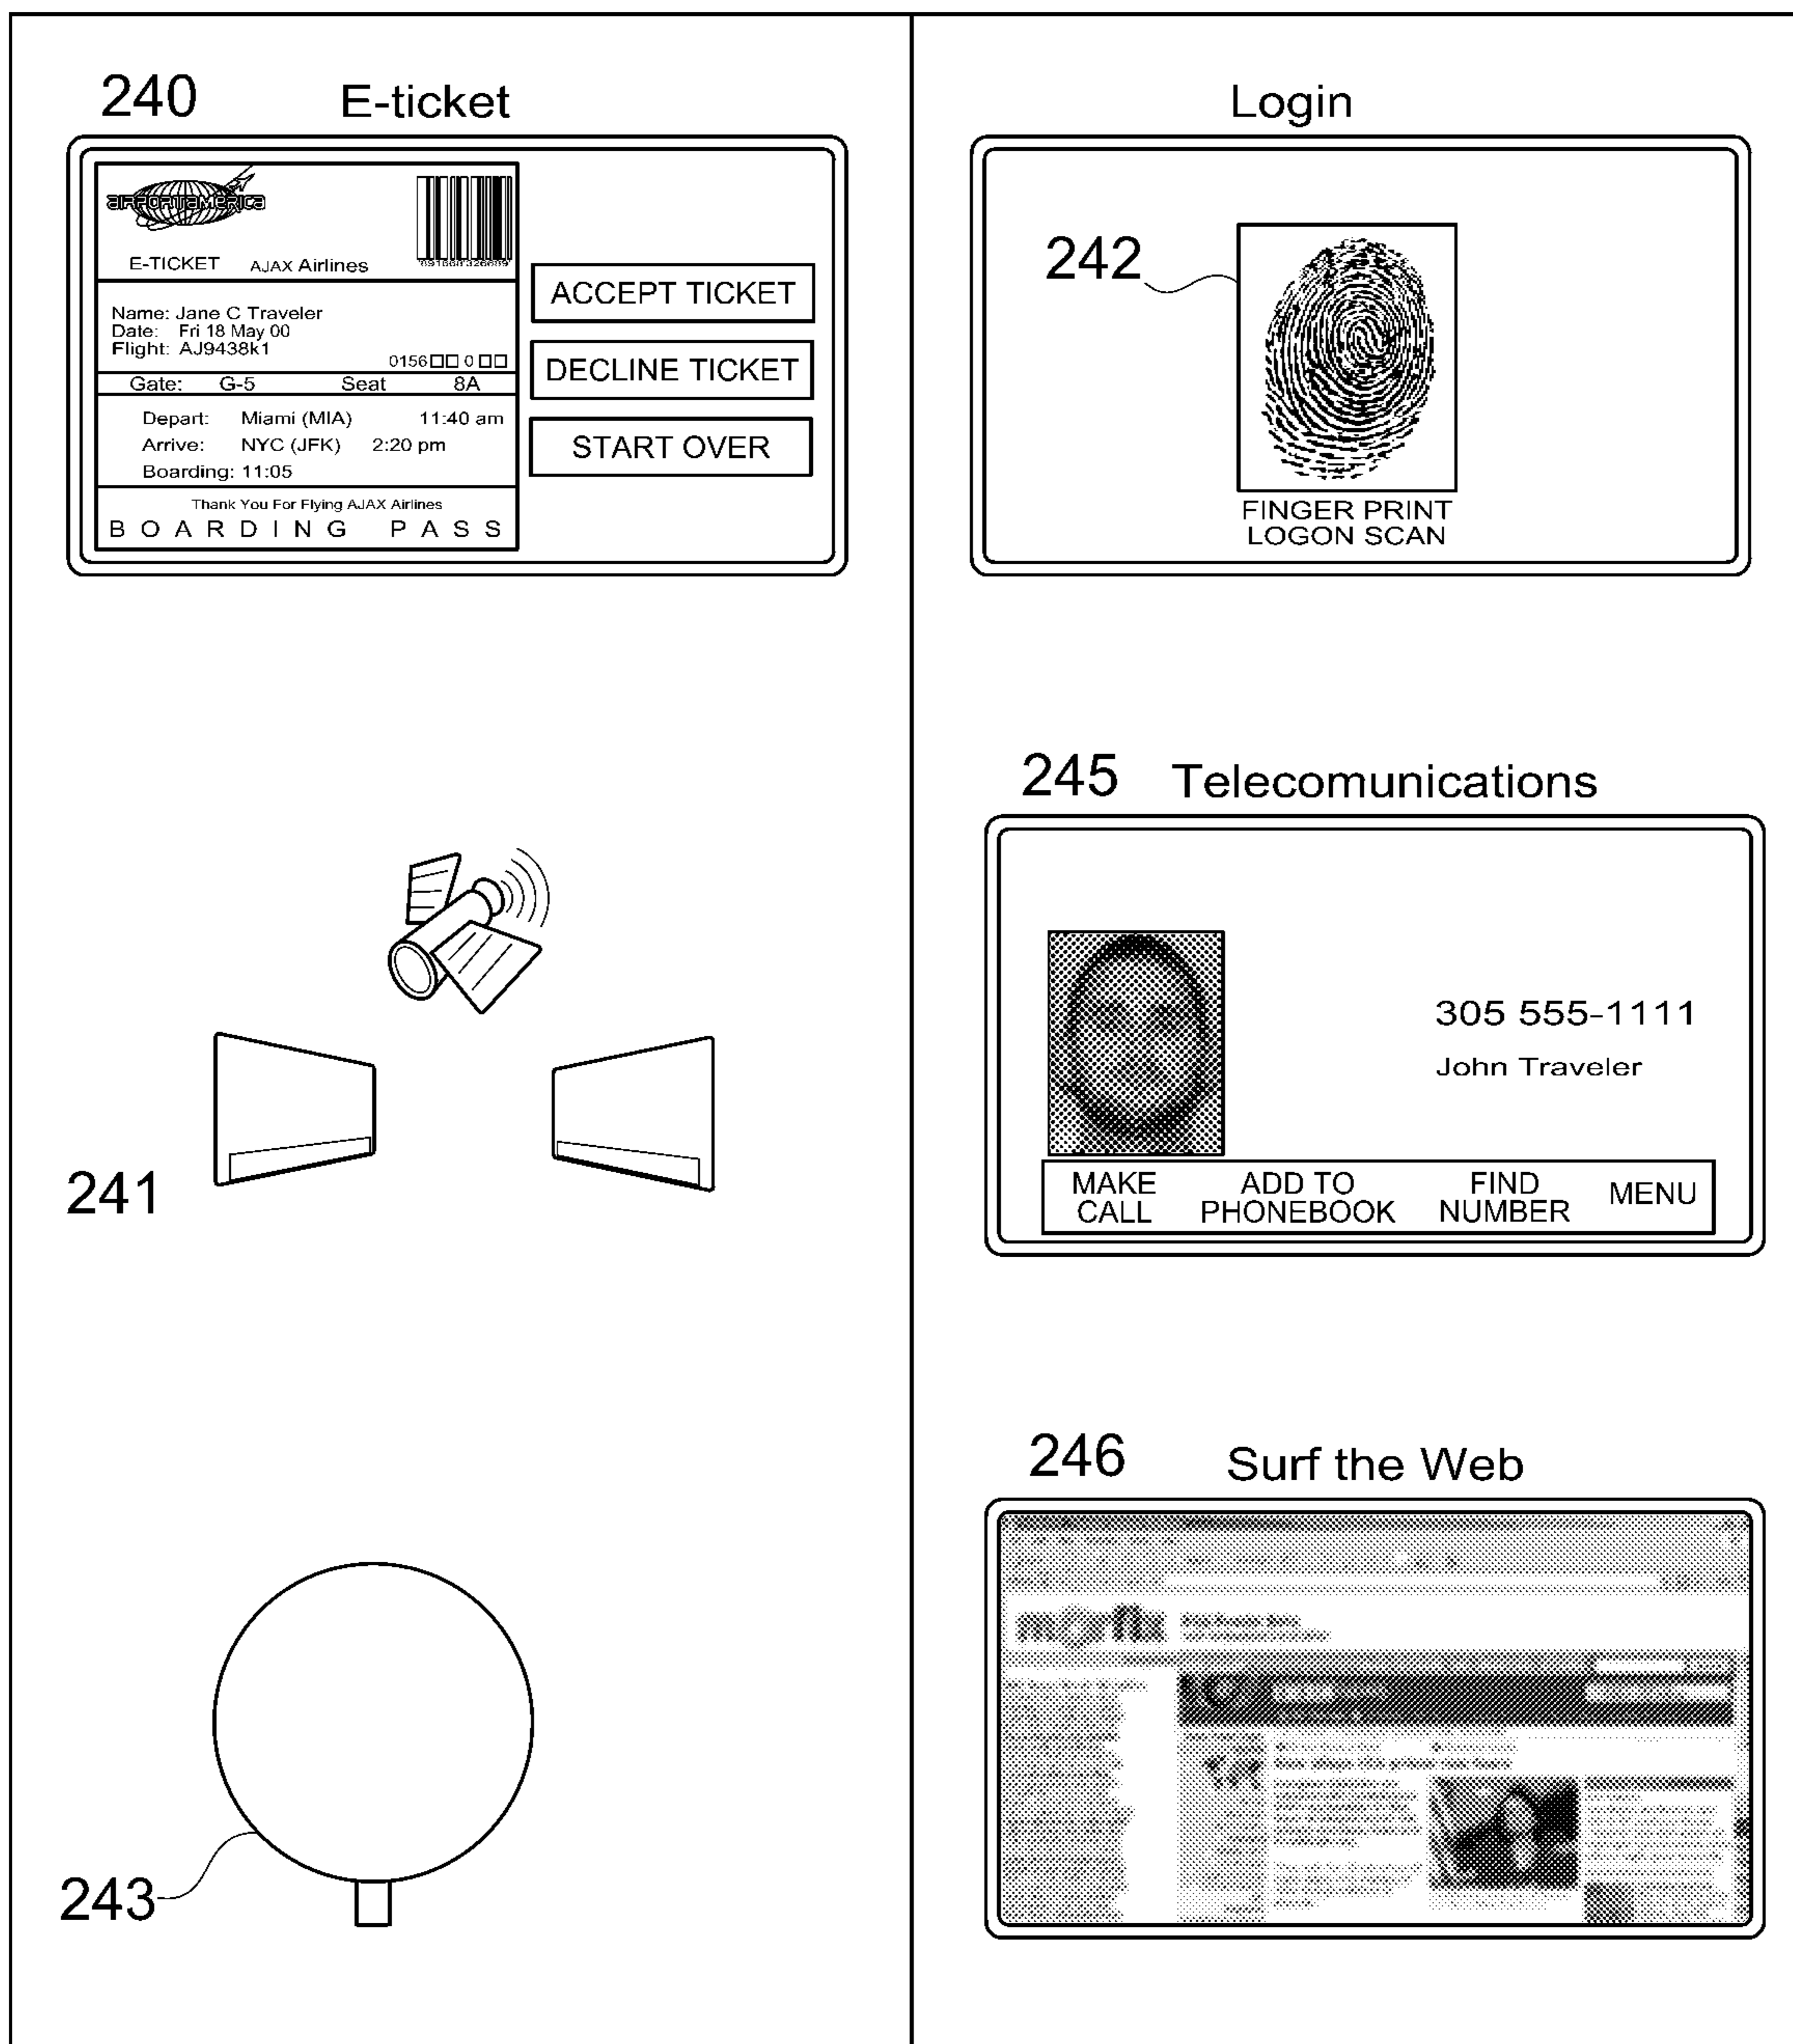 240 E-ticket
AIRPORTAMERICA
E-TICKET AJAX Airlines
Name: Jane C Traveler
Date: Fri 18 May 00
Flight: AJ9438k1
0156□□ 0 □□
Gate: G-5 Seat 8A
Depart: Miami (MIA) 11:40 am
Arrive: NYC (JFK) 2:20 pm
Boarding: 11:05
Thank You For Flying AJAX Airlines
BOARDING PASS
ACCEPT TICKET
DECLINE TICKET
START OVER
Login
242
FINGER PRINT
LOGON SCAN
241
245 Telecomunications
305 555-1111
John Traveler
MAKE
CALL
ADD TO
PHONEBOOK
FIND
NUMBER
MENU
243
246 Surf the Web